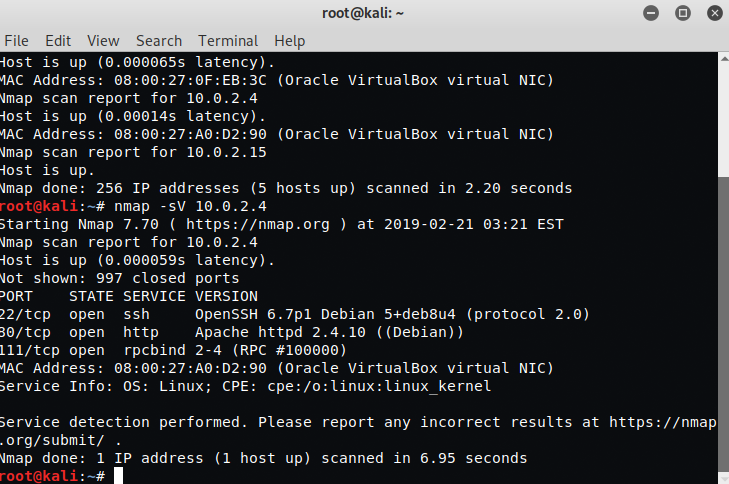 root@kali: ~
File Edit View Search Terminal Help
Host is up (0.000065s latency).
MAC Address: 08:00:27:0F:EB:3C (Oracle VirtualBox virtual NIC)
Nmap scan report for 10.0.2.4
Host is up (0.00014s latency).
MAC Address: 08:00:27:A0:D2:90 (Oracle VirtualBox virtual NIC)
Nmap scan report for 10.0.2.15
Host is up.
Nmap done: 256 IP addresses (5 hosts up) scanned in 2.20 seconds
root@kali:~# nmap -sV 10.0.2.4
Starting Nmap 7.70 ( https://nmap.org ) at 2019-02-21 03:21 EST
Nmap scan report for 10.0.2.4
Host is up (0.000059s latency).
Not shown: 997 closed ports
PORT    STATE SERVICE VERSION
22/tcp  open  ssh     OpenSSH 6.7p1 Debian 5+deb8u4 (protocol 2.0)
80/tcp  open  http    Apache httpd 2.4.10 ((Debian))
111/tcp open  rpcbind 2-4 (RPC #100000)
MAC Address: 08:00:27:A0:D2:90 (Oracle VirtualBox virtual NIC)
Service Info: OS: Linux; CPE: cpe:/o:linux:linux_kernel
Service detection performed. Please report any incorrect results at https://nmap
.org/submit/ .
Nmap done: 1 IP address (1 host up) scanned in 6.95 seconds
root@kali:~#